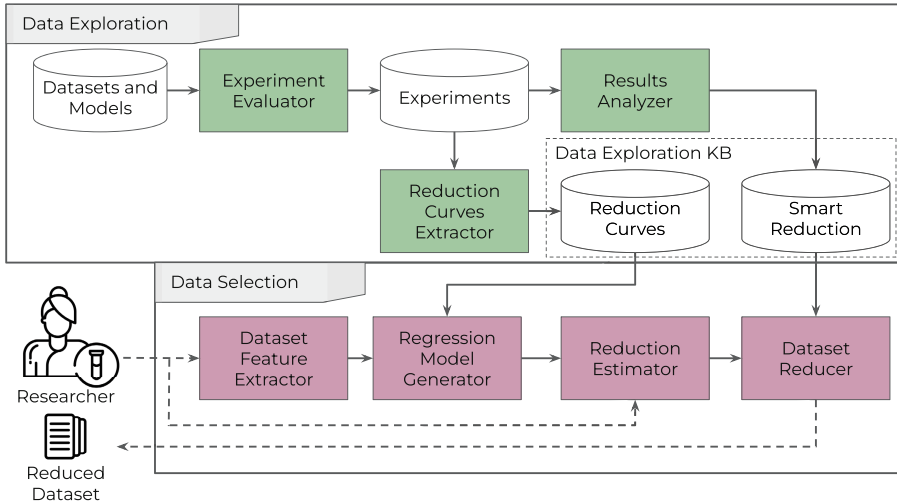 Data Exploration
Datasets and
Models
Experiment
Evaluator
Experiments
Results
Analyzer
Data Exploration KB
Reduction
Curves
Extractor
Reduction
Curves
Smart
Reduction
Data Selection
Dataset
Feature
Extractor
Regression
Model
Generator
Reduction
Estimator
Dataset
Reducer
Researcher
Reduced
Dataset